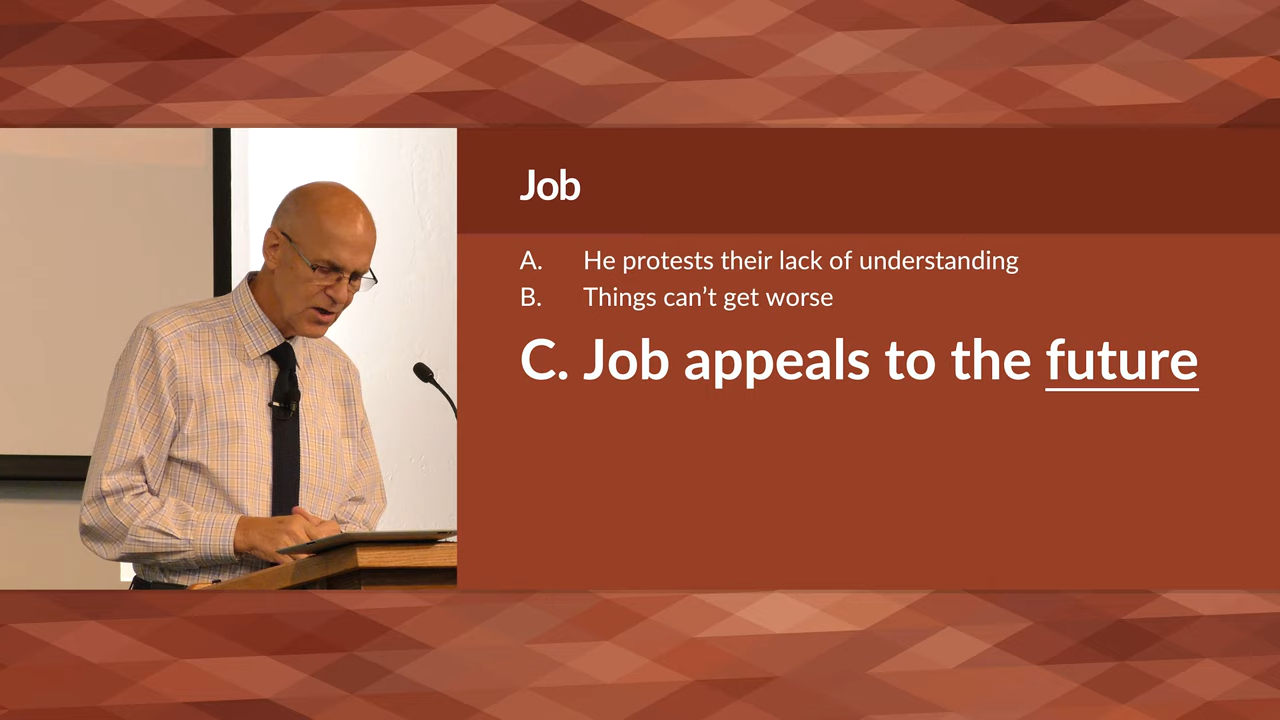 Job
A. He protests their lack of understanding
B. Things can’t get worse
C. Job appeals to the future